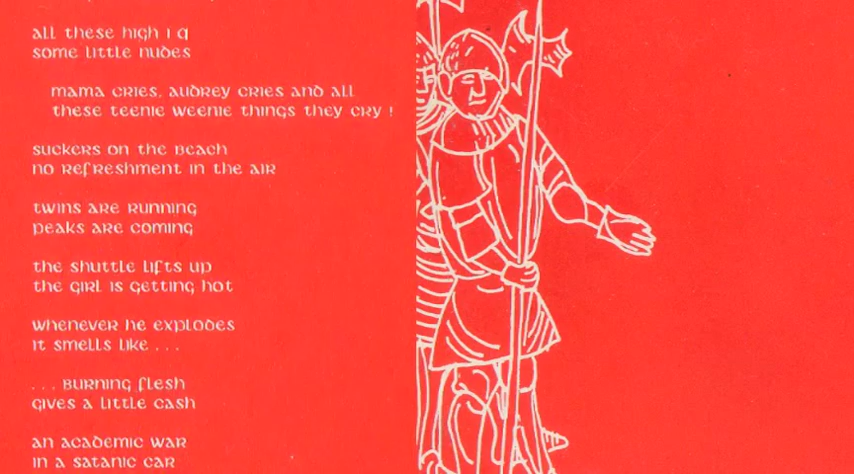 all these high i q
some little nudes
mama cries, audrey cries and all
these teenie weenie things they cry !
suckers on the beach
no refreshment in the air
twins are running
peaks are coming
the shuttle lifts up
the girl is getting hot
whenever he explodes
it smells like . . .
. . . burning flesh
gives a little cash
an academic war
in a satanic car